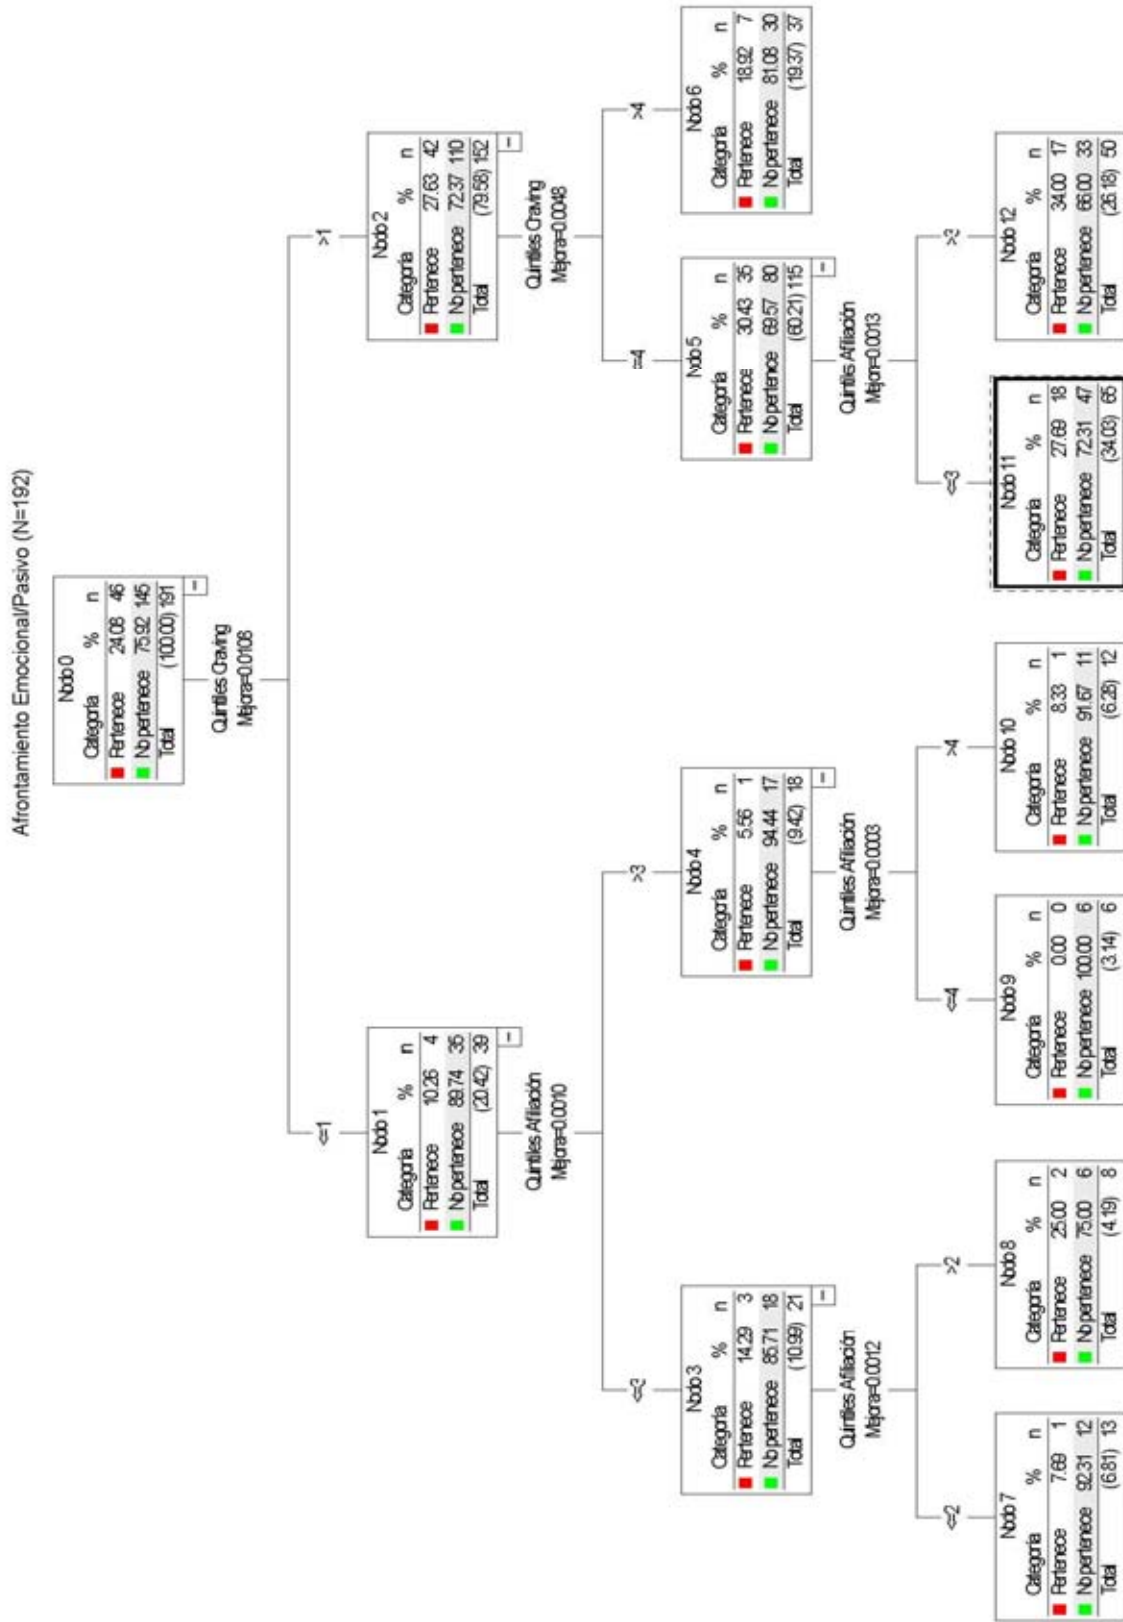 Afrontamiento Emocional/Pasivo (N=192)
Nodo 0
Categoría % n
Pertenece 24.08 46
No pertenece 75.92 145
Total (100.00) 191
Quintiles Craving
Mejora=0.0108
<=1
>1
Nodo 1
Categoría % n
Pertenece 10.26 4
No pertenece 89.74 35
Total (20.42) 39
Quintiles Afiliación
Mejora=0.0010
Nodo 2
Categoría % n
Pertenece 27.63 42
No pertenece 72.37 110
Total (79.58) 152
Quintiles Craving
Mejora=0.0048
<=3
>3
<=4
>4
Nodo 3
Categoría % n
Pertenece 14.29 3
No pertenece 85.71 18
Total (10.99) 21
Quintiles Afiliación
Mejora=0.0012
Nodo 4
Categoría % n
Pertenece 5.56 1
No pertenece 94.44 17
Total (9.42) 18
Quintiles Afiliación
Mejora=0.0003
Nodo 5
Categoría % n
Pertenece 30.43 35
No pertenece 69.57 80
Total (60.21) 115
Quintiles Afiliación
Mejora=0.0013
Nodo 6
Categoría % n
Pertenece 18.92 7
No pertenece 81.08 30
Total (19.37) 37
<=2
>2
<=4
>4
<=3
>3
Nodo 7
Categoría % n
Pertenece 7.69 1
No pertenece 92.31 12
Total (6.81) 13
Nodo 8
Categoría % n
Pertenece 25.00 2
No pertenece 75.00 6
Total (4.19) 8
Nodo 9
Categoría % n
Pertenece 0.00 0
No pertenece 100.00 6
Total (3.14) 6
Nodo 10
Categoría % n
Pertenece 8.33 1
No pertenece 91.67 11
Total (6.28) 12
Nodo 11
Categoría % n
Pertenece 27.69 18
No pertenece 72.31 47
Total (34.03) 65
Nodo 12
Categoría % n
Pertenece 34.00 17
No pertenece 66.00 33
Total (26.18) 50